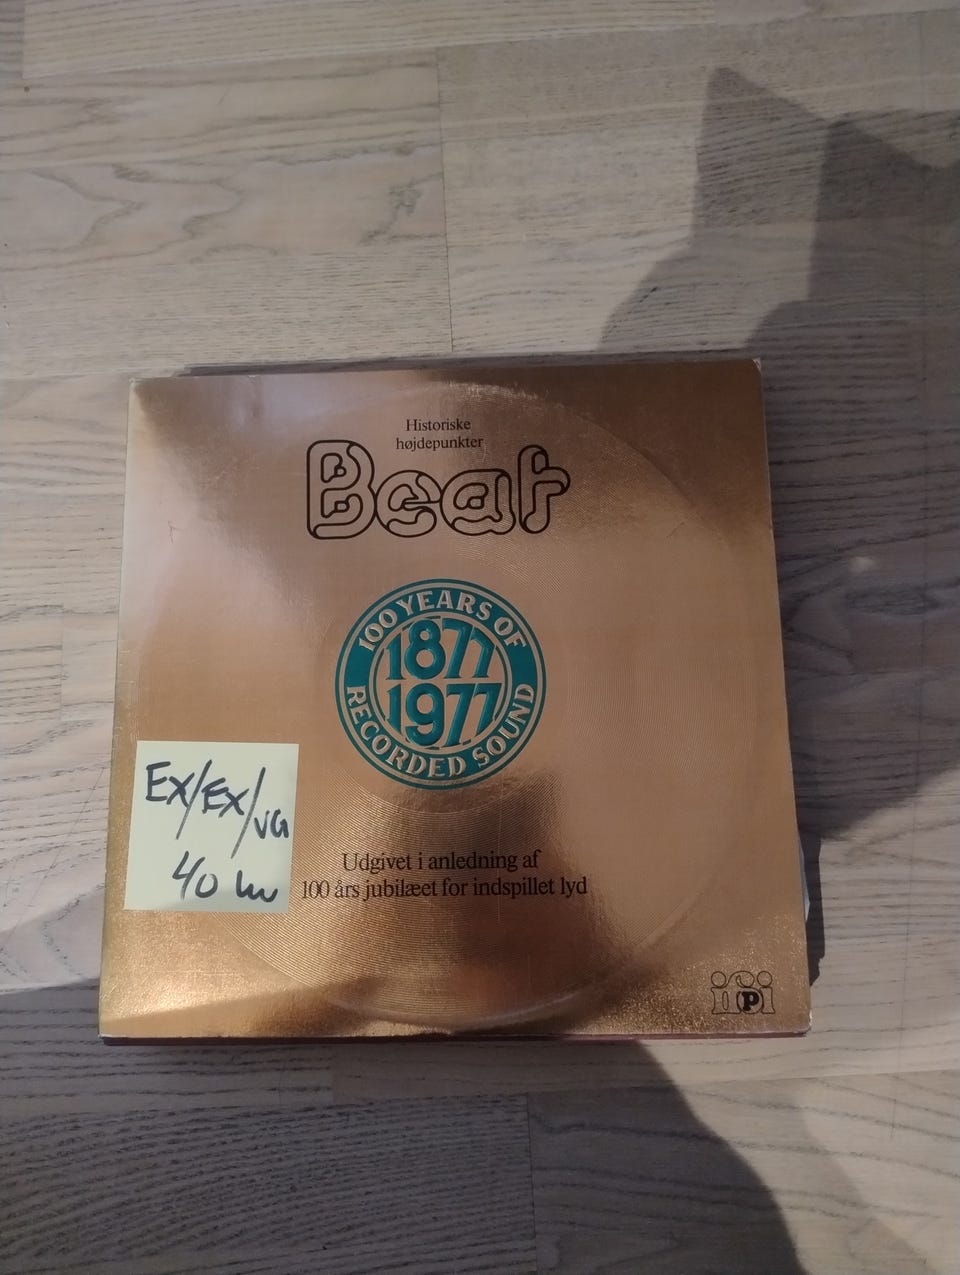 Historiske
højdepunkter
Beat
100 YEARS OF
1877
1977
RECORDED SOUND
EX/EX/VG
40 kr
Udgivet i anledning af
100 års jubilæet for indspillet lyd
ifpi